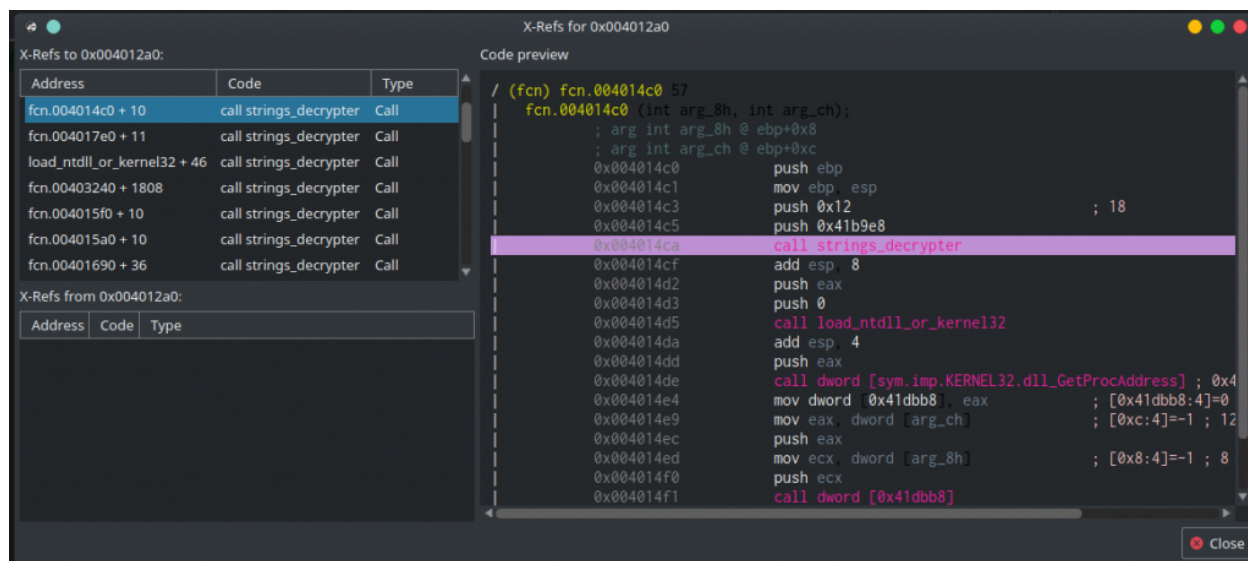 X-Refs for 0x004012a0
X-Refs to 0x004012a0:
Address Code Type
fcn.004014c0 + 10 call strings_decrypter Call
fcn.004017e0 + 11 call strings_decrypter Call
load_ntdll_or_kernel32 + 46 call strings_decrypter Call
fcn.00403240 + 1808 call strings_decrypter Call
fcn.004015f0 + 10 call strings_decrypter Call
fcn.004015a0 + 10 call strings_decrypter Call
fcn.00401690 + 36 call strings_decrypter Call
X-Refs from 0x004012a0:
Address Code Type
Code preview
/ (fcn) fcn.004014c0 57
| fcn.004014c0 (int arg_8h, int arg_ch);
| ; arg int arg_8h @ ebp+0x8
| ; arg int arg_ch @ ebp+0xc
| 0x004014c0 push ebp
| 0x004014c1 mov ebp, esp
| 0x004014c3 push 0x12 ; 18
| 0x004014c5 push 0x41b9e8
| 0x004014ca call strings_decrypter
| 0x004014cf add esp, 8
| 0x004014d2 push eax
| 0x004014d3 push 0
| 0x004014d5 call load_ntdll_or_kernel32
| 0x004014da add esp, 4
| 0x004014dd push eax
| 0x004014de call dword [sym.imp.KERNEL32.dll_GetProcAddress] ; 0x4
| 0x004014e4 mov dword [0x41dbb8], eax ; [0x41dbb8:4]=0
| 0x004014e9 mov eax, dword [arg_ch] ; [0xc:4]=-1 ; 12
| 0x004014ec push eax
| 0x004014ed mov ecx, dword [arg_8h] ; [0x8:4]=-1 ; 8
| 0x004014f0 push ecx
| 0x004014f1 call dword [0x41dbb8]
Close